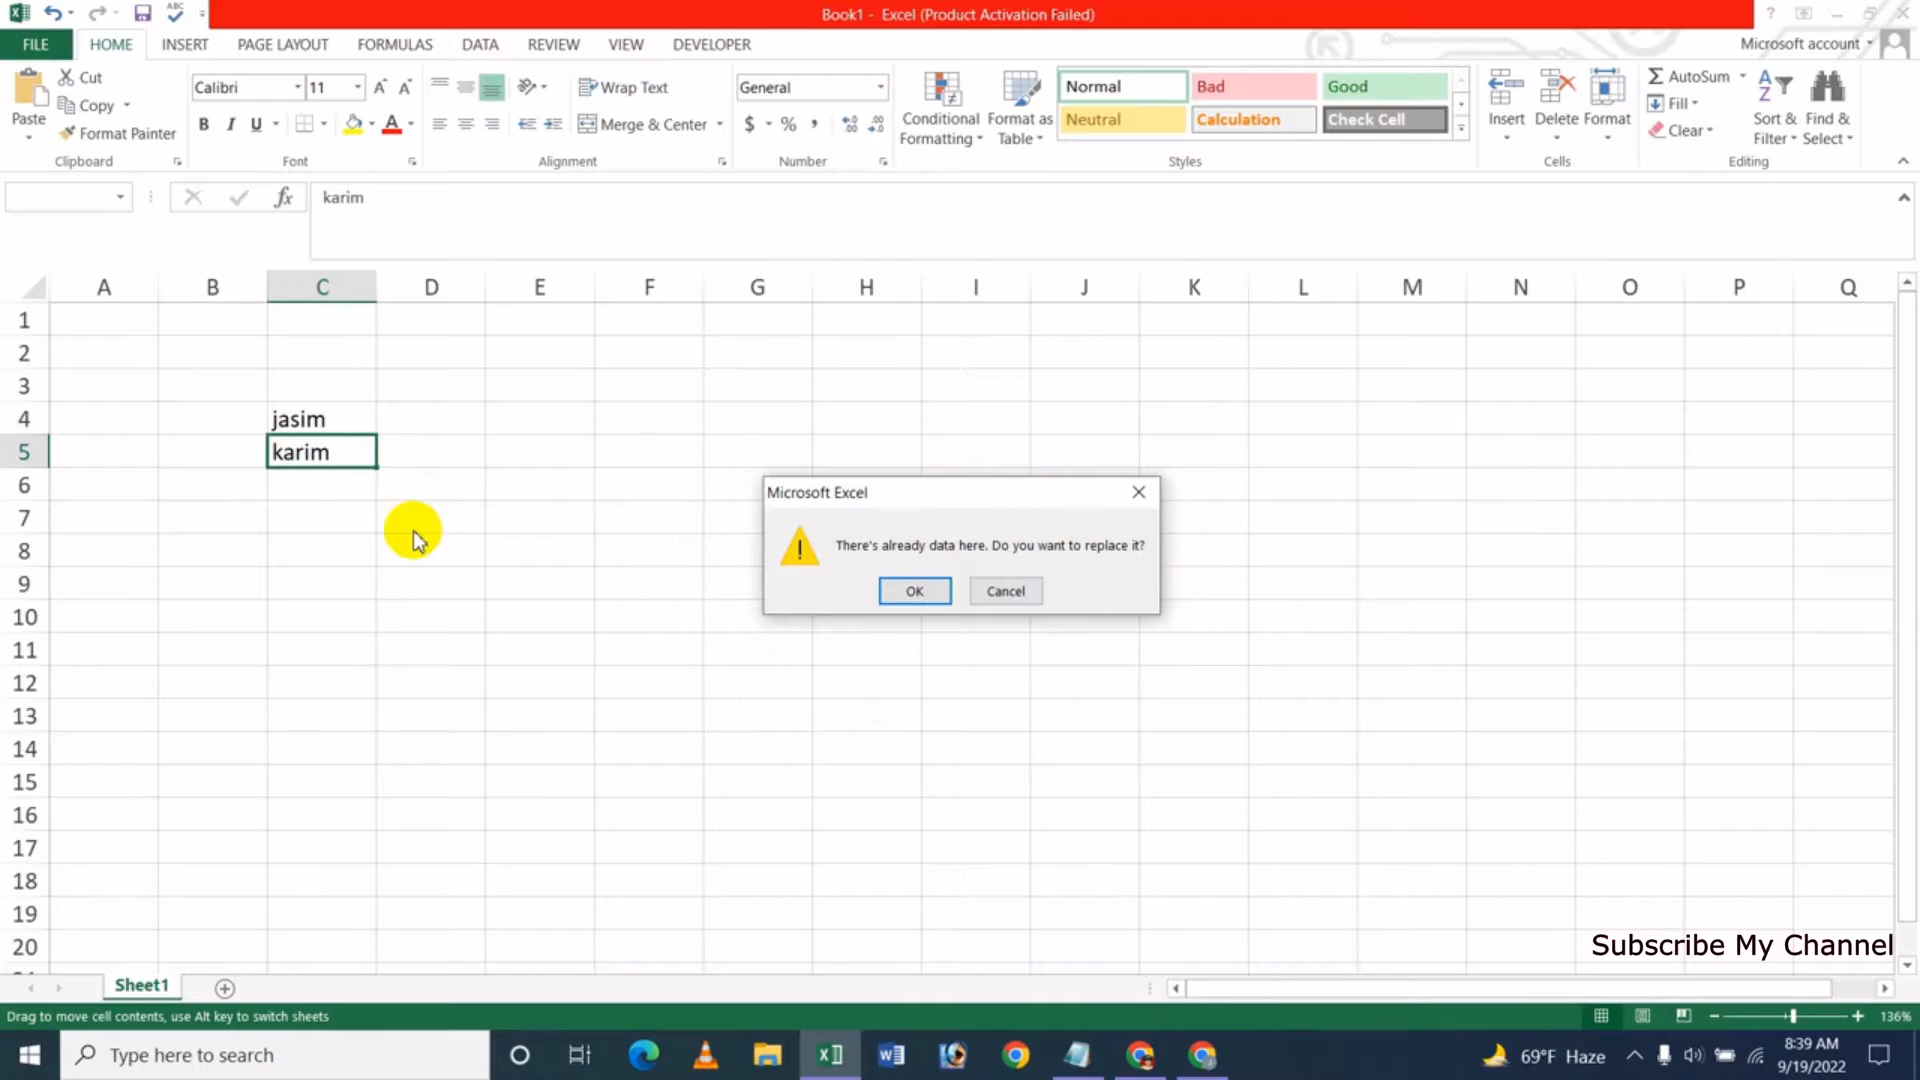 Book1 - Excel (Product Activation Failed)
FILE HOME INSERT PAGE LAYOUT FORMULAS DATA REVIEW VIEW DEVELOPER Microsoft account
Paste
Cut
Copy
Format Painter
Clipboard
Calibri 11
B I U
Font
Wrap Text
Merge & Center
Alignment
General
$ % ,
Number
Conditional Formatting
Format as Table
Normal Bad Good
Neutral Calculation Check Cell
Styles
Insert Delete Format
Cells
AutoSum
Fill
Clear
Sort & Filter
Find & Select
Editing
fx karim
A B C D E F G H I J K L M N O P Q
1
2
3
4 jasim
5 karim
6
7
8
9
10
11
12
13
14
15
16
17
18
19
20
Microsoft Excel
There's already data here. Do you want to replace it?
OK Cancel
Subscribe My Channel
Sheet1
Drag to move cell contents, use Alt key to switch sheets
136%
Type here to search
69°F Haze
8:39 AM
9/19/2022